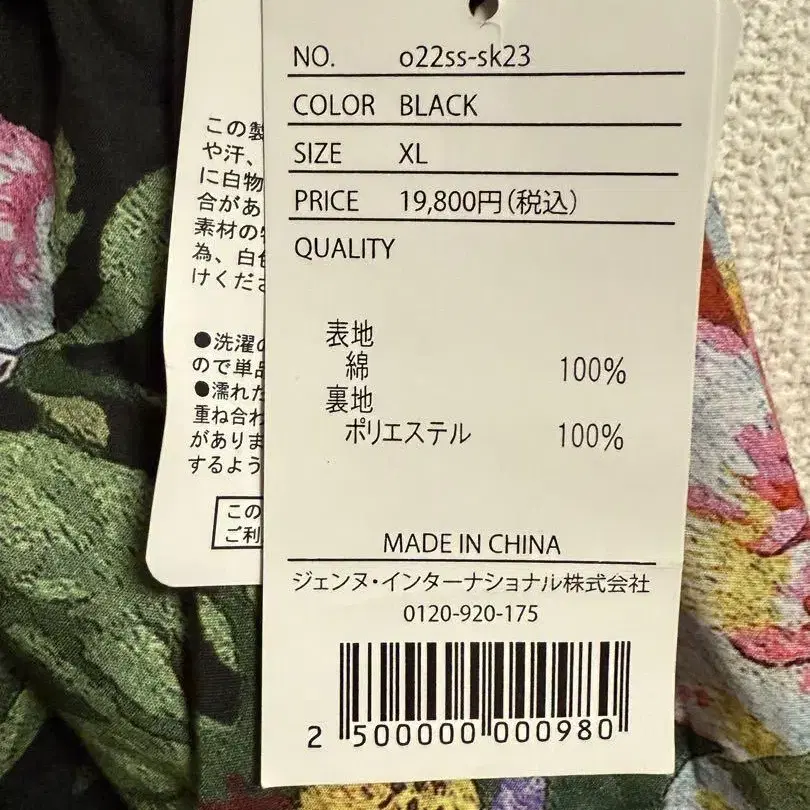 NO. o22ss-sk23
COLOR BLACK
SIZE XL
PRICE 19,800円(税込)
QUALITY
表地
綿 100%
裏地
ポリエステル 100%
MADE IN CHINA
ジェンヌ・インターナショナル株式会社
0120-920-175
2 500000 000980
この製
や汗、
に白物
合があ
素材の
為、白
けくださ
●洗濯
ので単品
●濡れた
重ね合わ
がありま
するよう
この
ご利